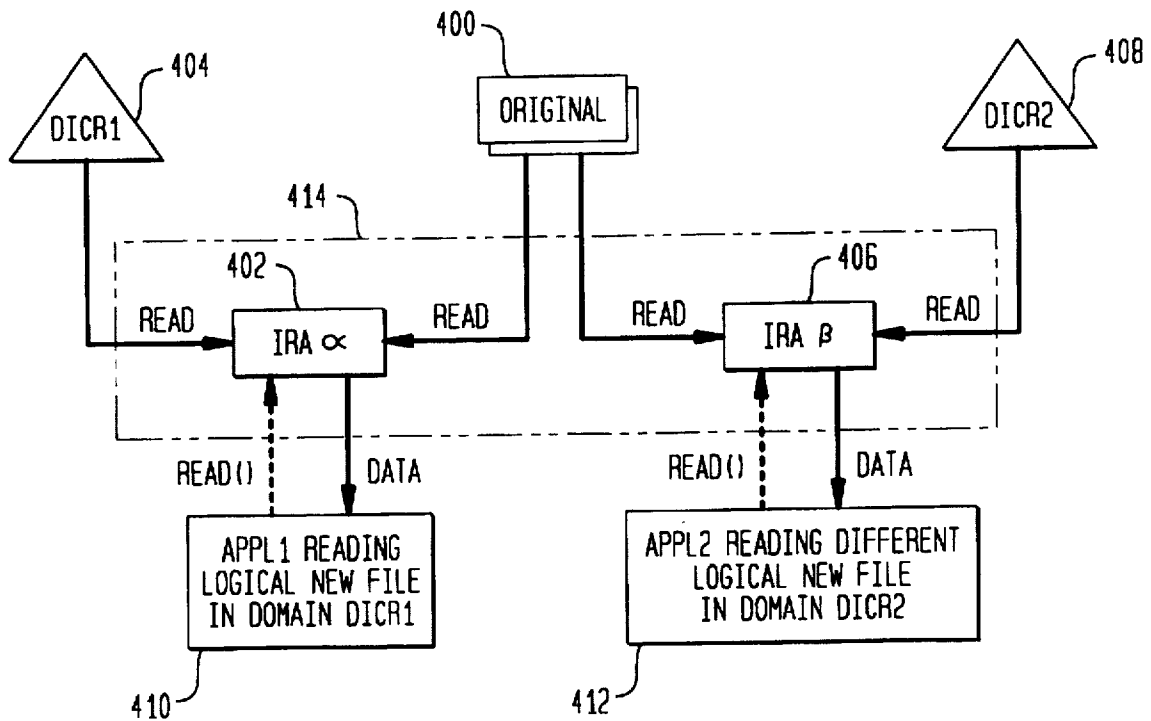 400
404
408
DICR1
ORIGINAL
DICR2
414
402
406
READ
IRA ∝
READ
READ
IRA β
READ
READ()
DATA
READ()
DATA
APPL1 READING
LOGICAL NEW FILE
IN DOMAIN DICR1
APPL2 READING DIFFERENT
LOGICAL NEW FILE
IN DOMAIN DICR2
410
412